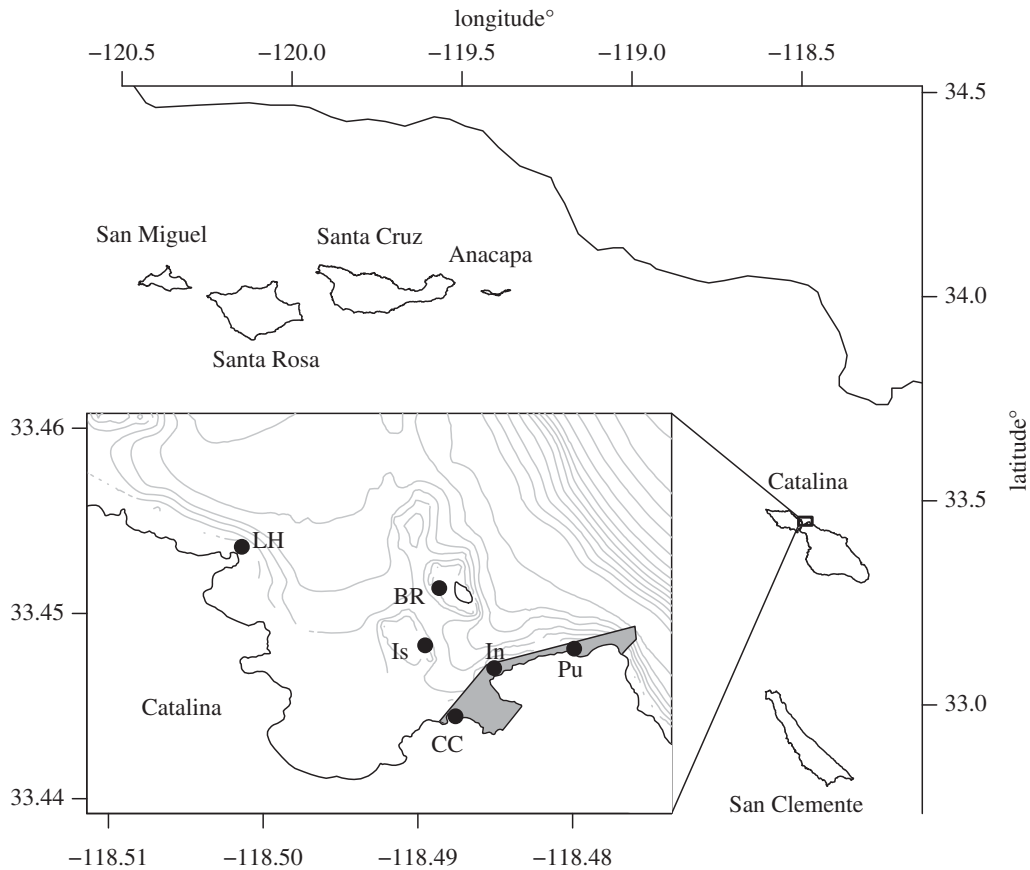 longitude°
−120.5 −120.0 −119.5 −119.0 −118.5
34.5
San Miguel
Santa Cruz
Anacapa
34.0
Santa Rosa
33.46
latitude°
Catalina
33.5
LH
BR
33.45
Is
In
Pu
Catalina
33.0
CC
33.44
San Clemente
−118.51 −118.50 −118.49 −118.48